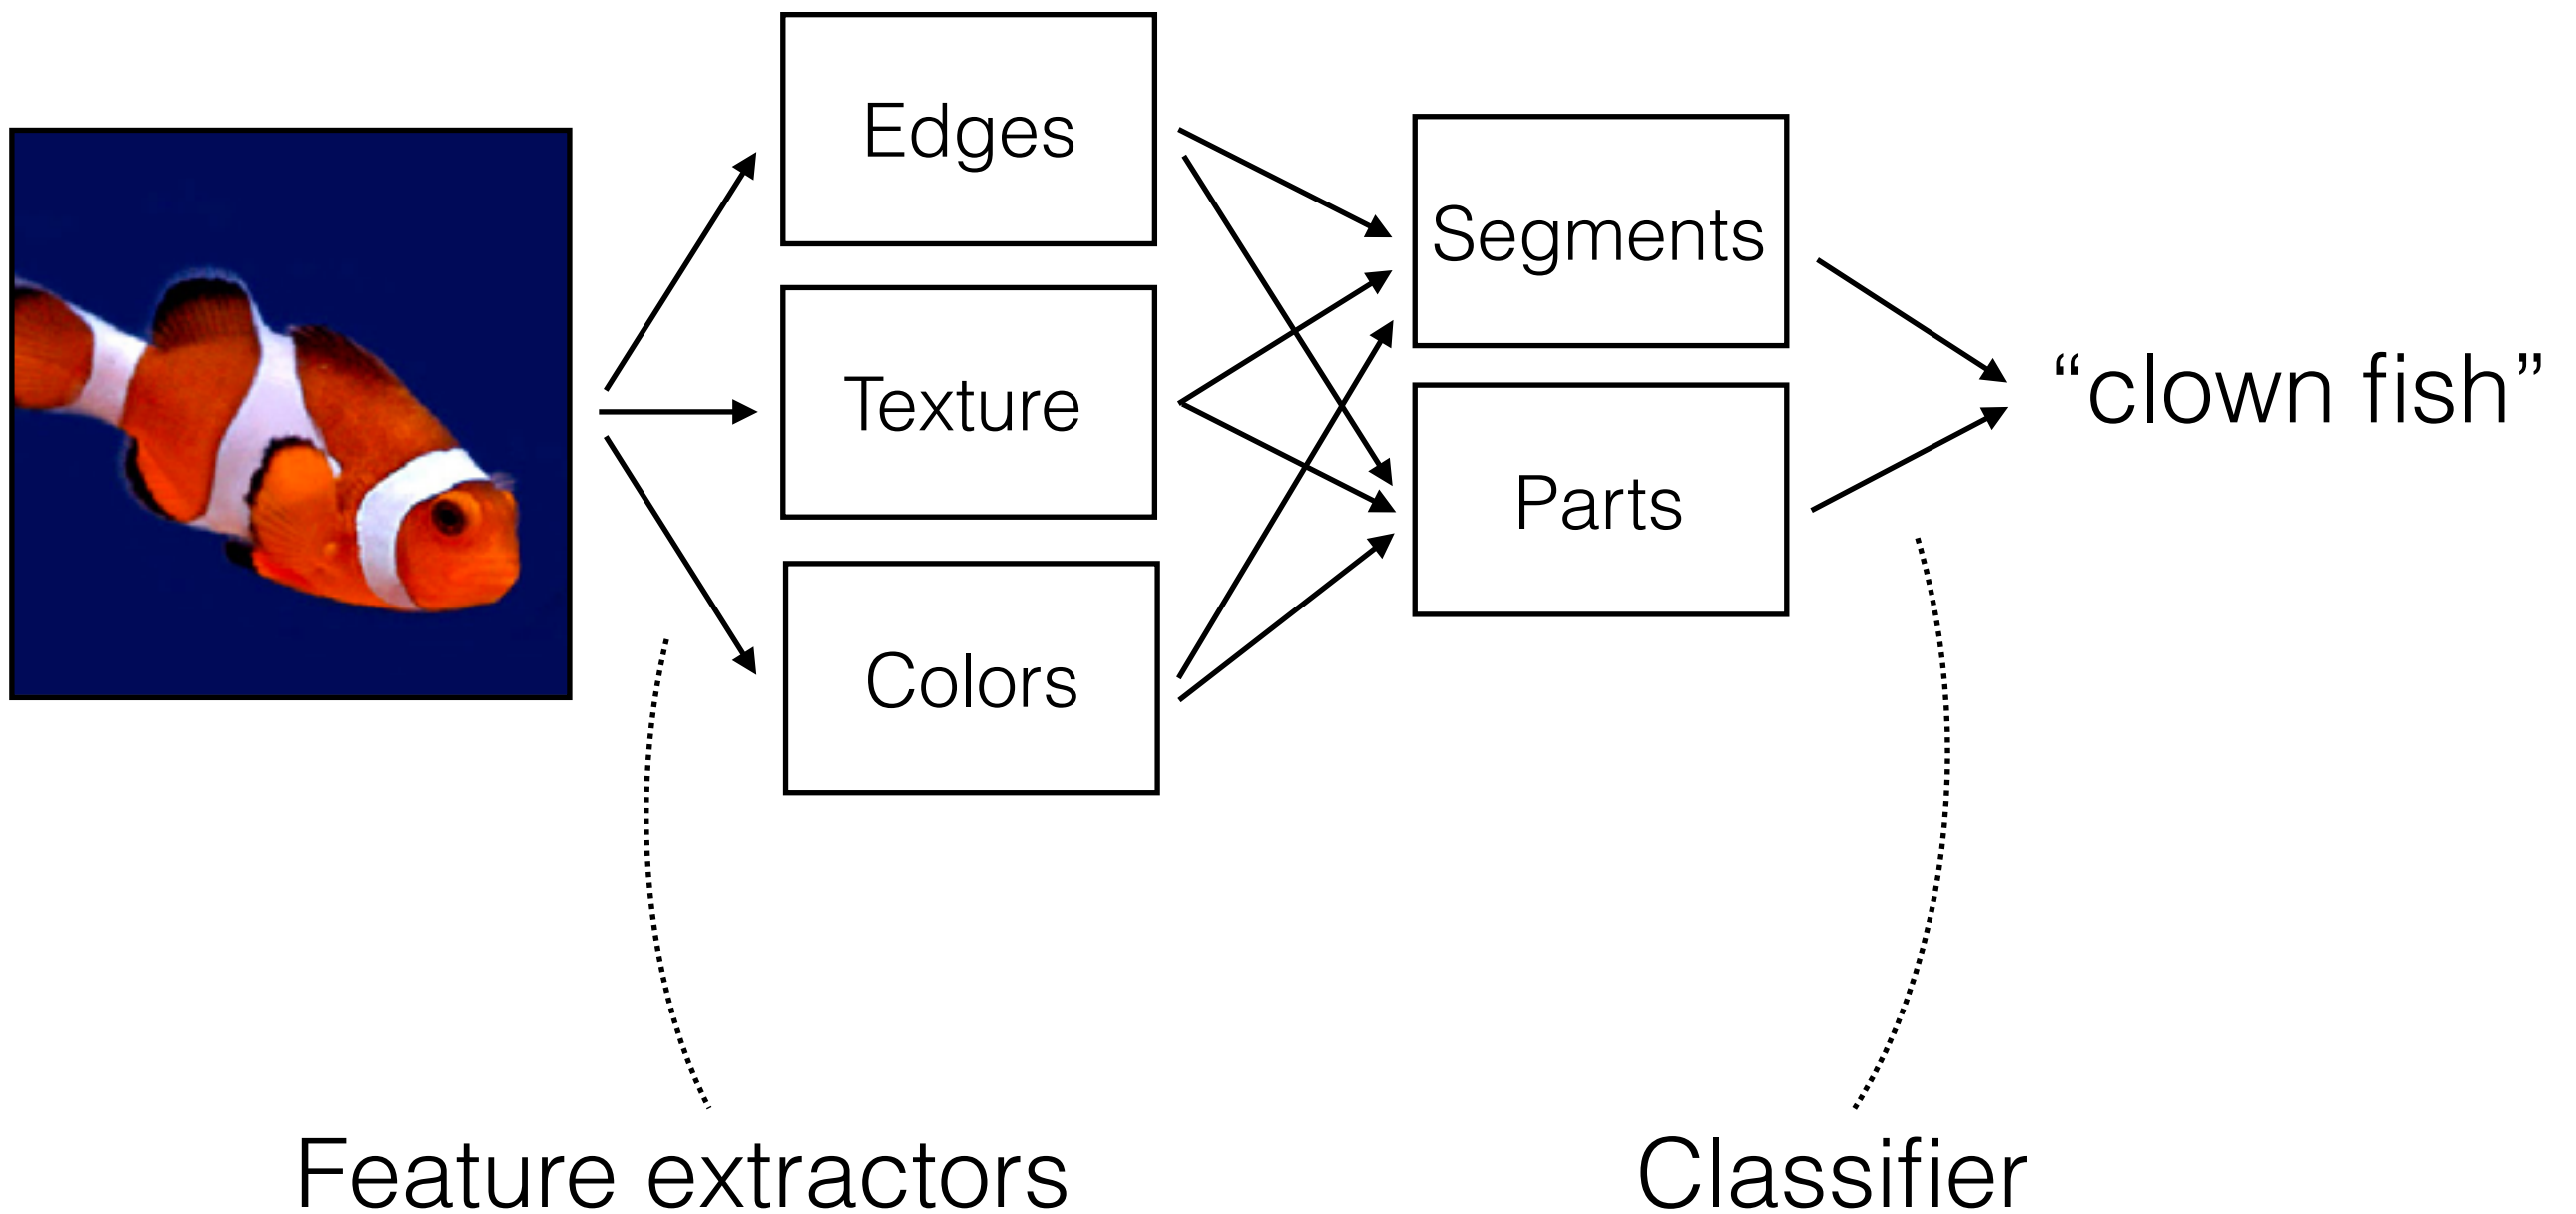 Edges
Texture
Colors
Segments
Parts
“clown fish”
Feature extractors
Classifier